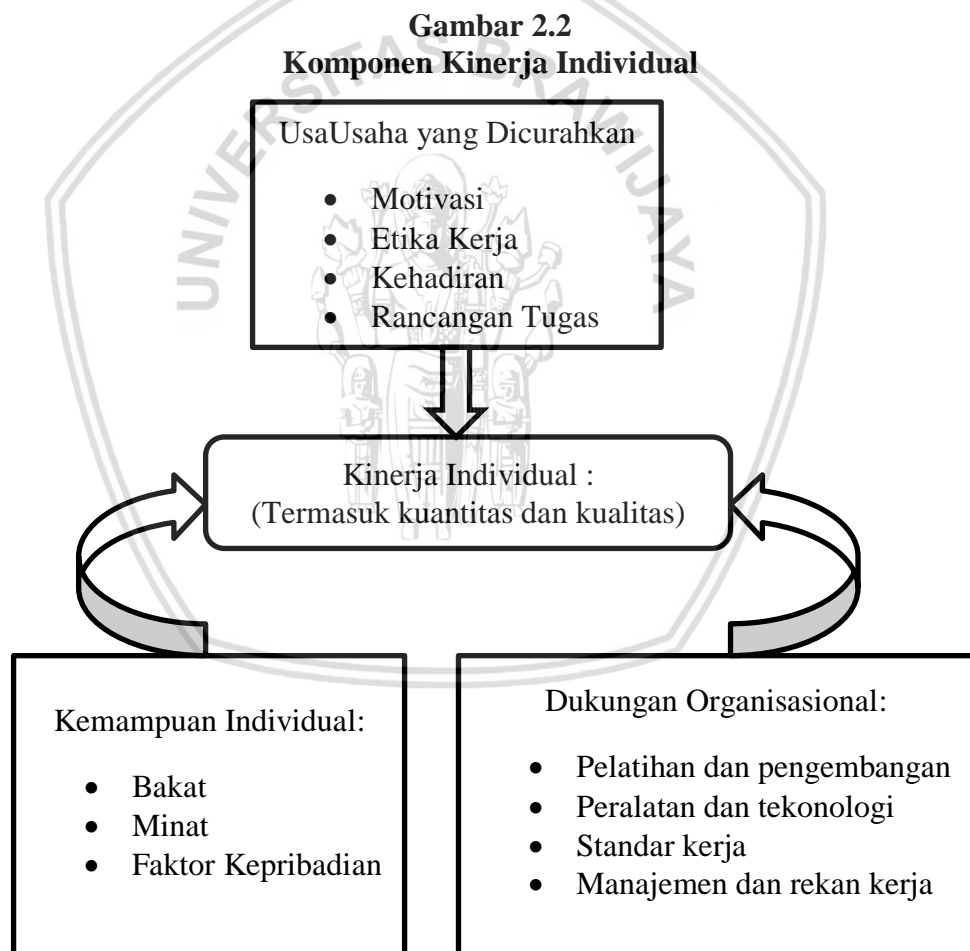 Gambar 2.2
Komponen Kinerja Individual
UNIVERSITAS BRAWIJAYA
UsaUsaha yang Dicurahkan
• Motivasi
• Etika Kerja
• Kehadiran
• Rancangan Tugas
Kinerja Individual :
(Termasuk kuantitas dan kualitas)
Kemampuan Individual:
• Bakat
• Minat
• Faktor Kepribadian
Dukungan Organisasional:
• Pelatihan dan pengembangan
• Peralatan dan tekonologi
• Standar kerja
• Manajemen dan rekan kerja